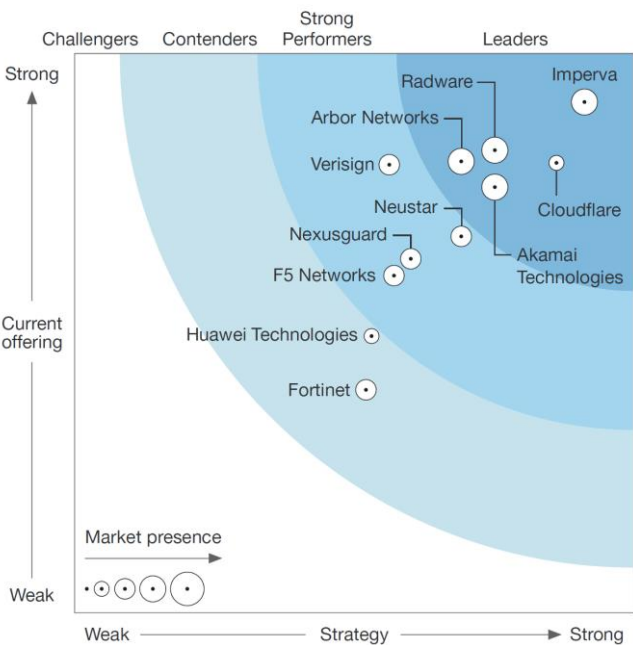 Challengers Contenders Strong Performers Leaders
Strong
Current offering
Weak
Imperva
Radware
Arbor Networks
Verisign
Cloudflare
Neustar
Nexusguard
Akamai
Technologies
F5 Networks
Huawei Technologies
Fortinet
Market presence
Weak Strategy Strong